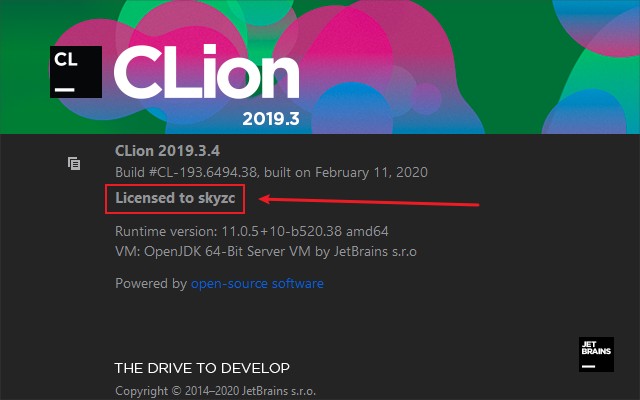 CL
CLion
2019.3
CLion 2019.3.4
Build #CL-193.6494.38, built on February 11, 2020
Licensed to skyzc
Runtime version: 11.0.5+10-b520.38 amd64
VM: OpenJDK 64-Bit Server VM by JetBrains s.r.o
Powered by open-source software
THE DRIVE TO DEVELOP
JET
BRAINS
Copyright © 2014–2020 JetBrains s.r.o.